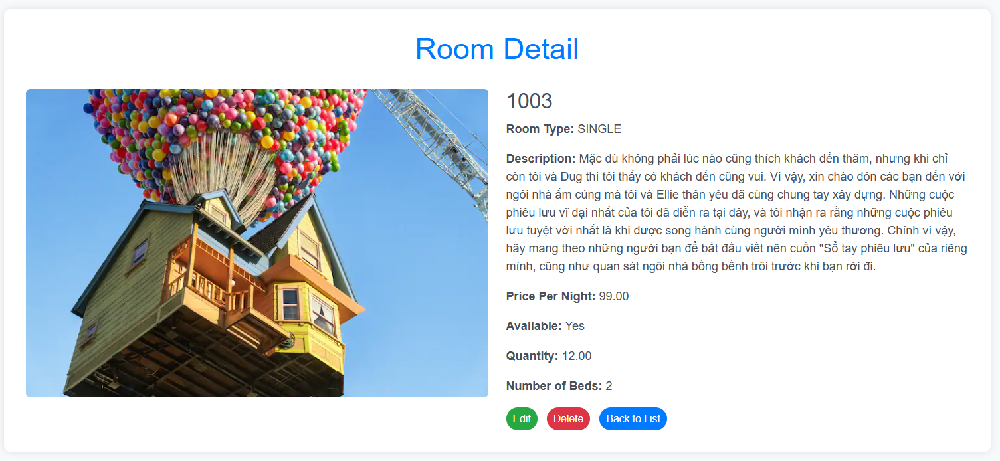 Room Detail
1003
Room Type: SINGLE
Description: Mặc dù không phải lúc nào cũng thích khách đến thăm, nhưng khi chỉ
còn tôi và Dug thì tôi thấy có khách đến cũng vui. Vì vậy, xin chào đón các bạn đến với
ngôi nhà ấm cúng mà tôi và Ellie thân yêu đã cùng chung tay xây dựng. Những cuộc
phiêu lưu vĩ đại nhất của tôi đã diễn ra tại đây, và tôi nhận ra rằng những cuộc phiêu
lưu tuyệt vời nhất là khi được song hành cùng người mình yêu thương. Chính vì vậy,
hãy mang theo những người bạn để bắt đầu viết nên cuốn "Sổ tay phiêu lưu" của riêng
mình, cũng như quan sát ngôi nhà bồng bềnh trôi trước khi bạn rời đi.
Price Per Night: 99.00
Available: Yes
Quantity: 12.00
Number of Beds: 2
Edit Delete Back to List